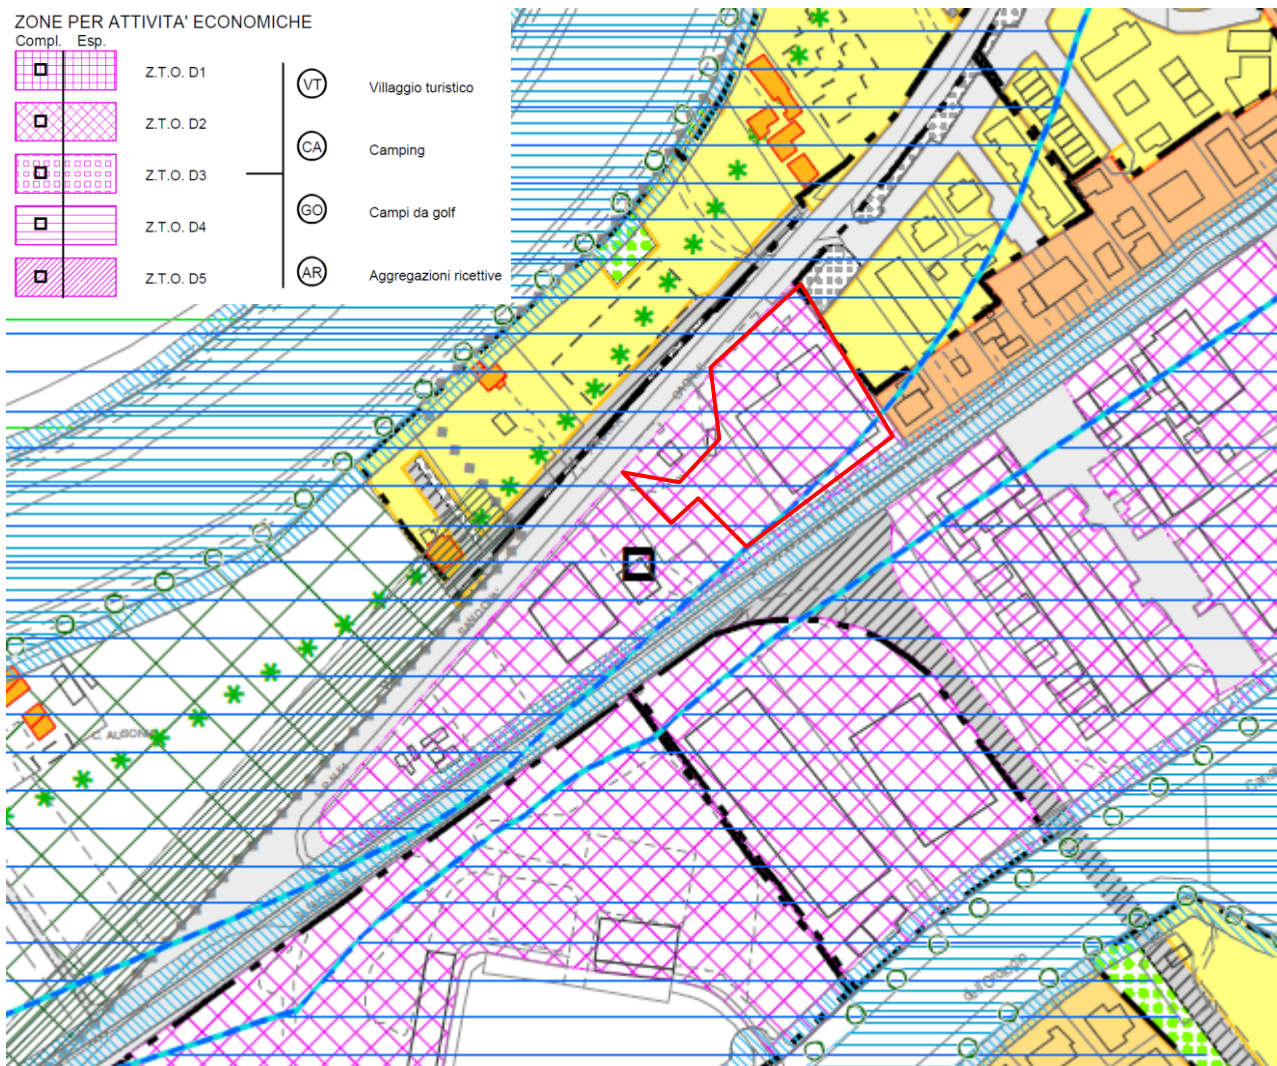 ZONE PER ATTIVITA' ECONOMICHE
Compl. Esp.
Z.T.O. D1
Z.T.O. D2
Z.T.O. D3
Z.T.O. D4
Z.T.O. D5
VT Villaggio turistico
CA Camping
GO Campi da golf
AR Aggregazioni ricettive